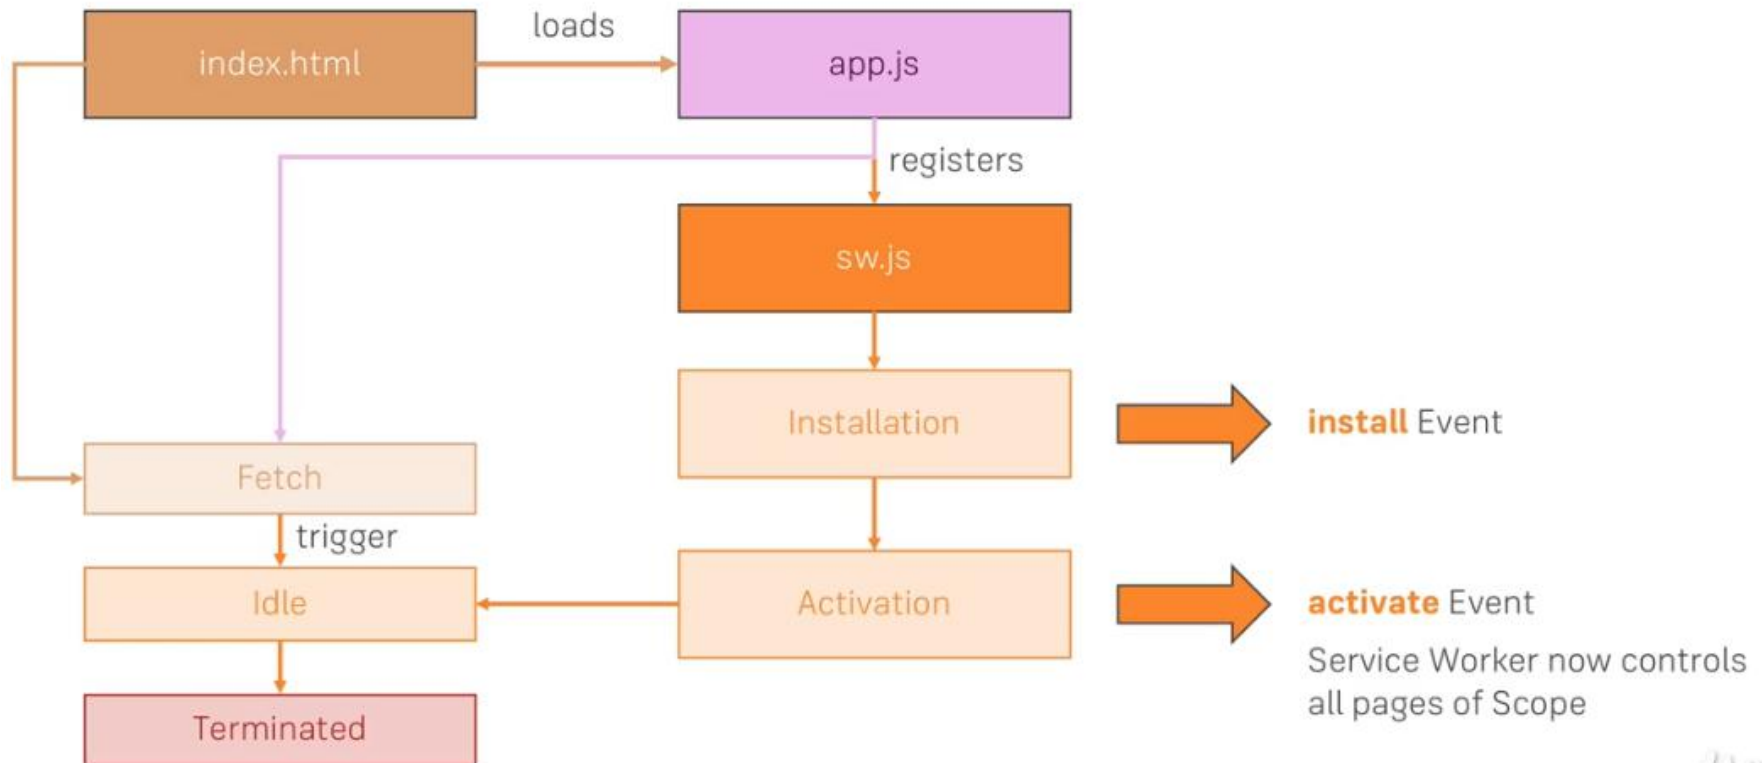 index.html
loads
app.js
registers
sw.js
Installation
install Event
Fetch
trigger
Idle
Activation
activate Event
Service Worker now controls
all pages of Scope
Terminated